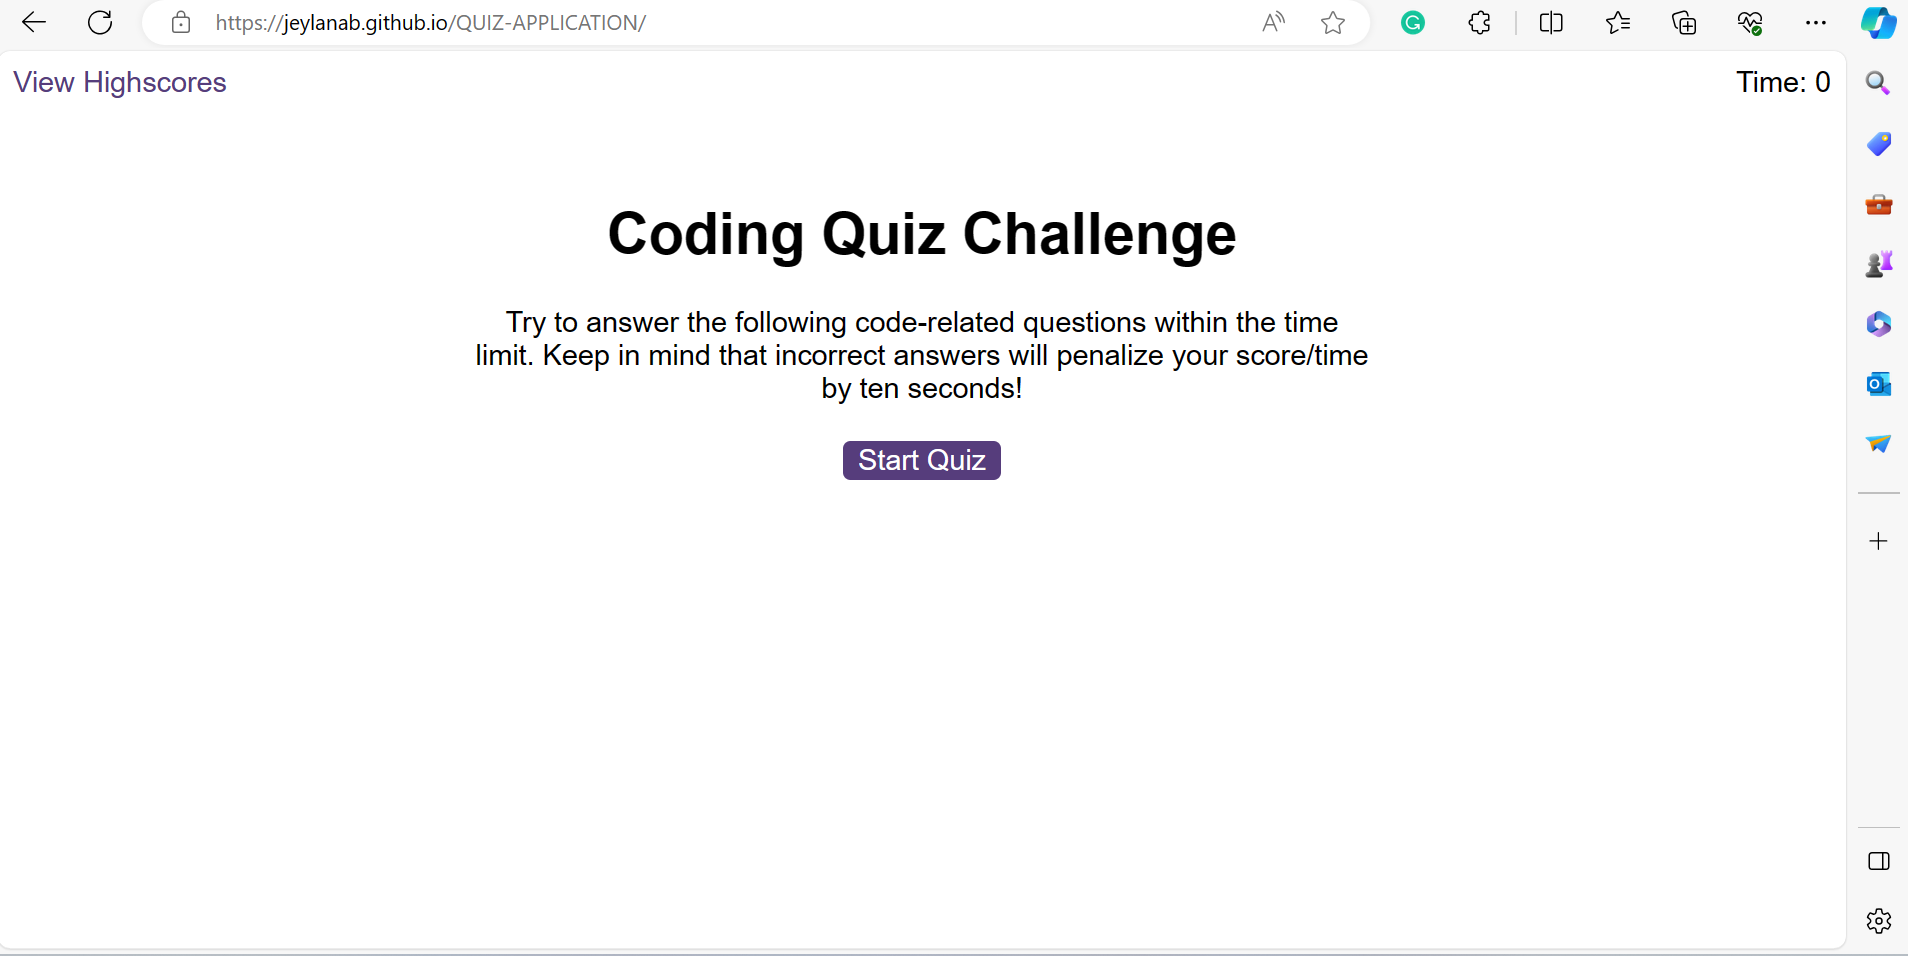 https://jeylanab.github.io/QUIZ-APPLICATION/
View Highscores
Time: 0
Coding Quiz Challenge
Try to answer the following code-related questions within the time
limit. Keep in mind that incorrect answers will penalize your score/time
by ten seconds!
Start Quiz